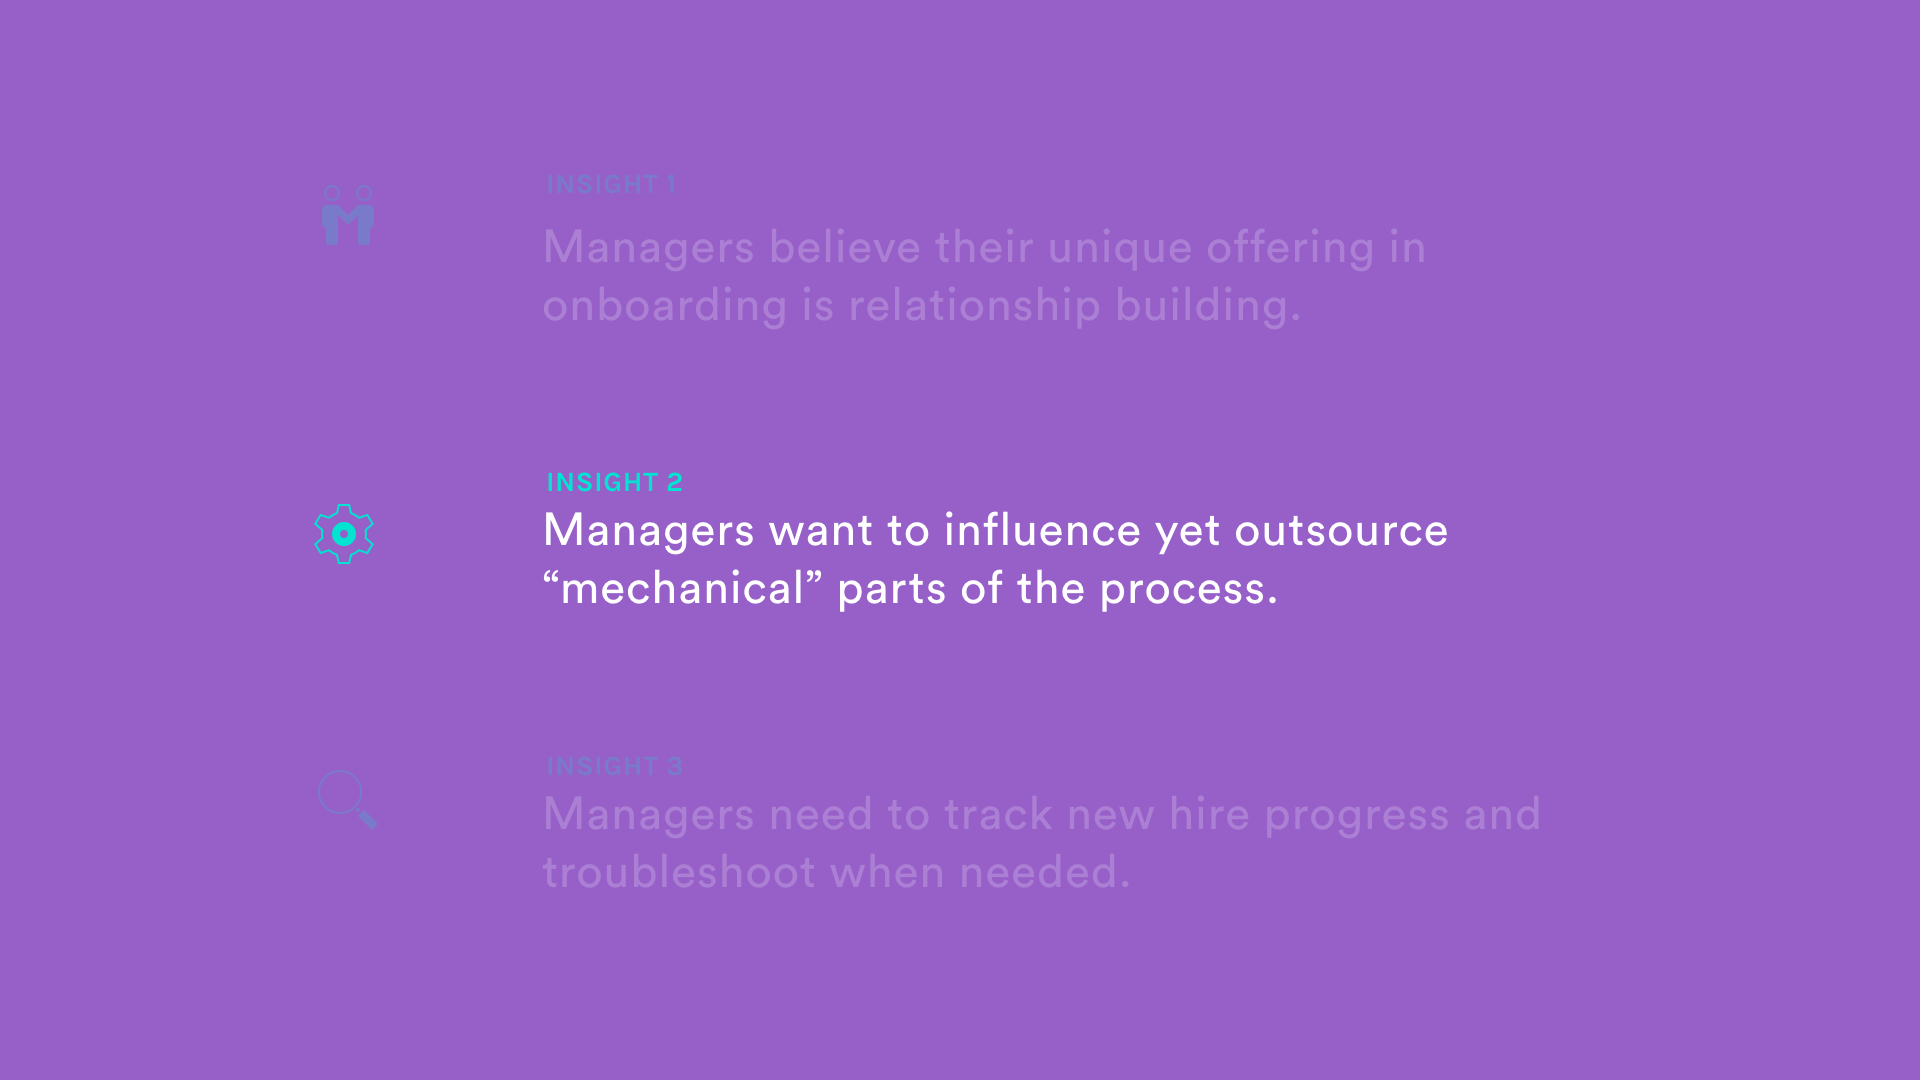 INSIGHT 1
Managers believe their unique offering in
onboarding is relationship building.
INSIGHT 2
Managers want to influence yet outsource
“mechanical” parts of the process.
INSIGHT 3
Managers need to track new hire progress and
troubleshoot when needed.